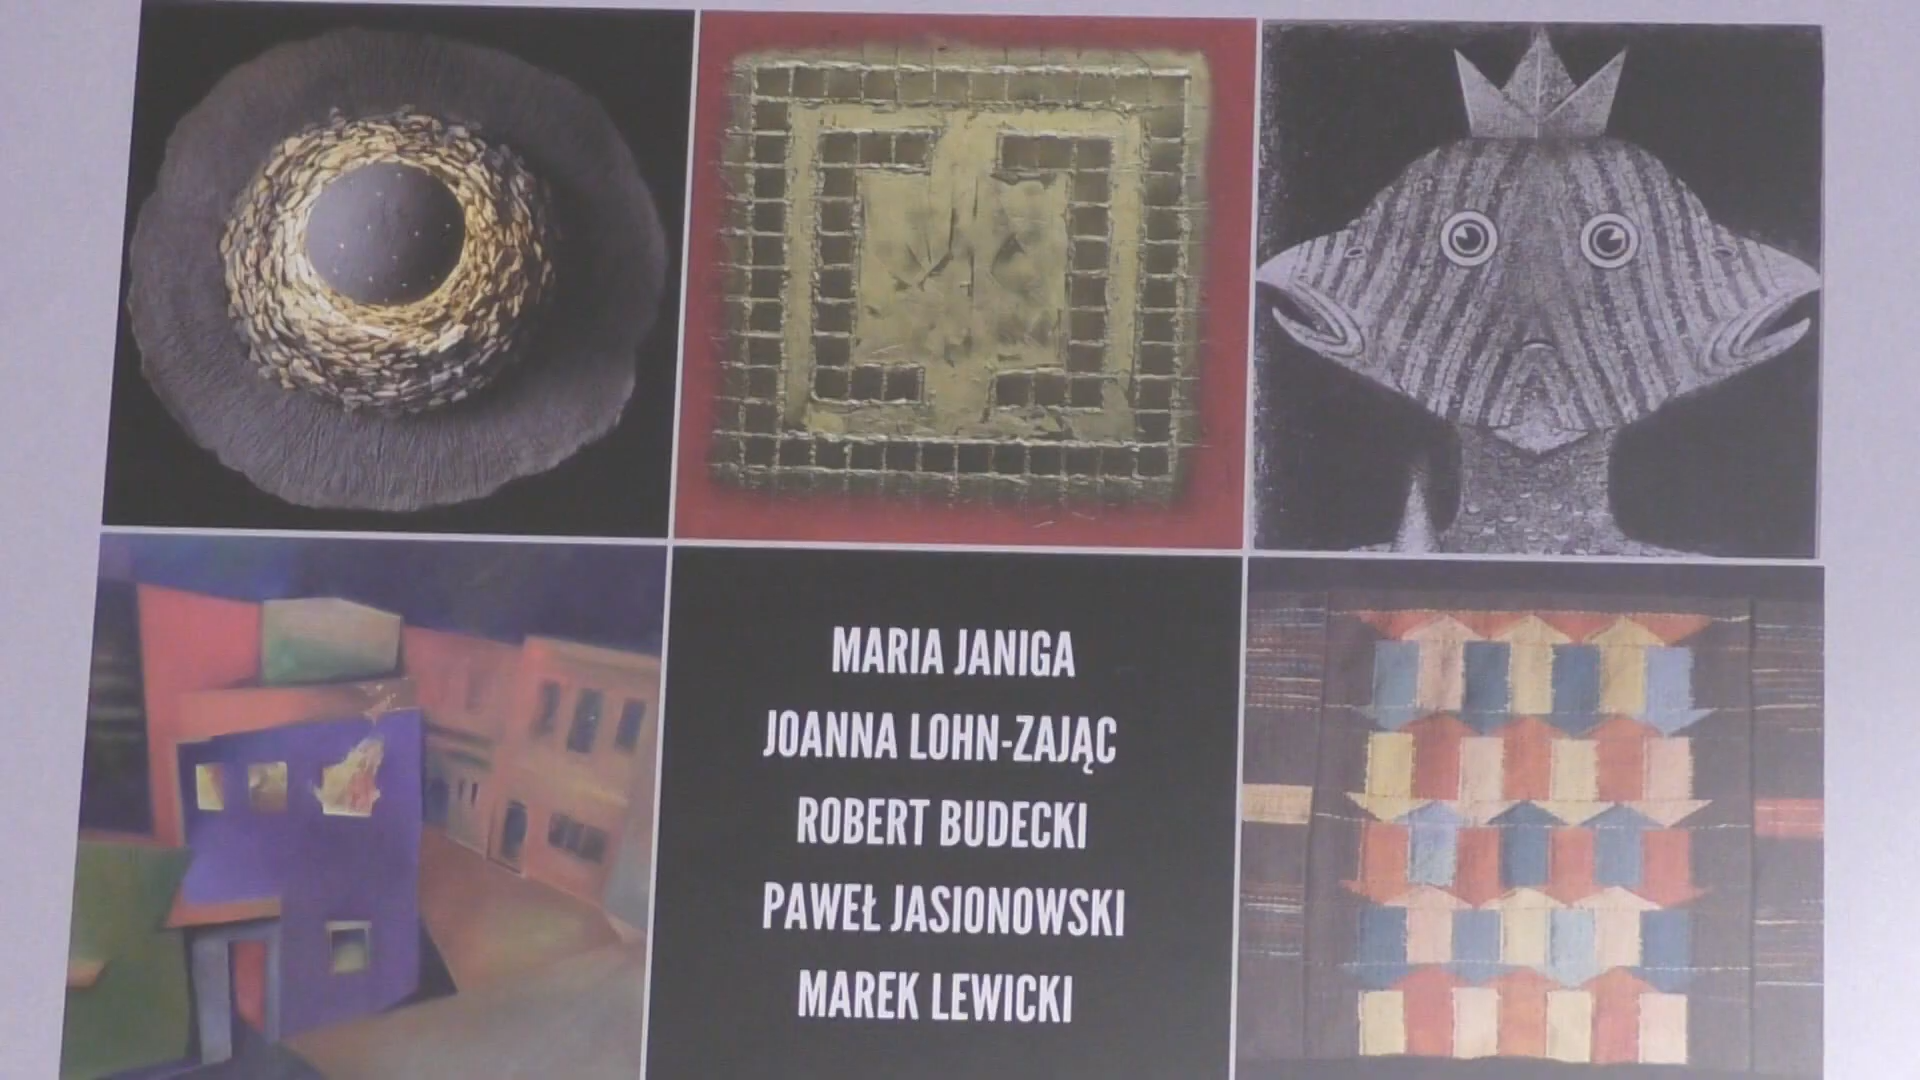 MARIA JANIGA
JOANNA LOHN-ZAJĄC
ROBERT BUDECKI
PAWEŁ JASIONOWSKI
MAREK LEWICKI